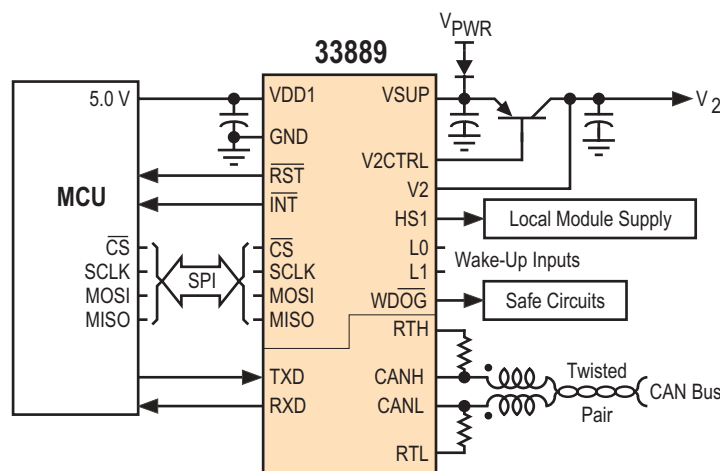 V_PWR
33889
5.0 V
VDD1
VSUP
V_2
GND
V2CTRL
MCU
RST
V2
INT
HS1
Local Module Supply
CS
CS
L0
SCLK
SPI
SCLK
L1
Wake-Up Inputs
MOSI
MOSI
MISO
MISO
WDOG
Safe Circuits
RTH
TXD
CANH
Twisted
CAN Bus
RXD
CANL
Pair
RTL